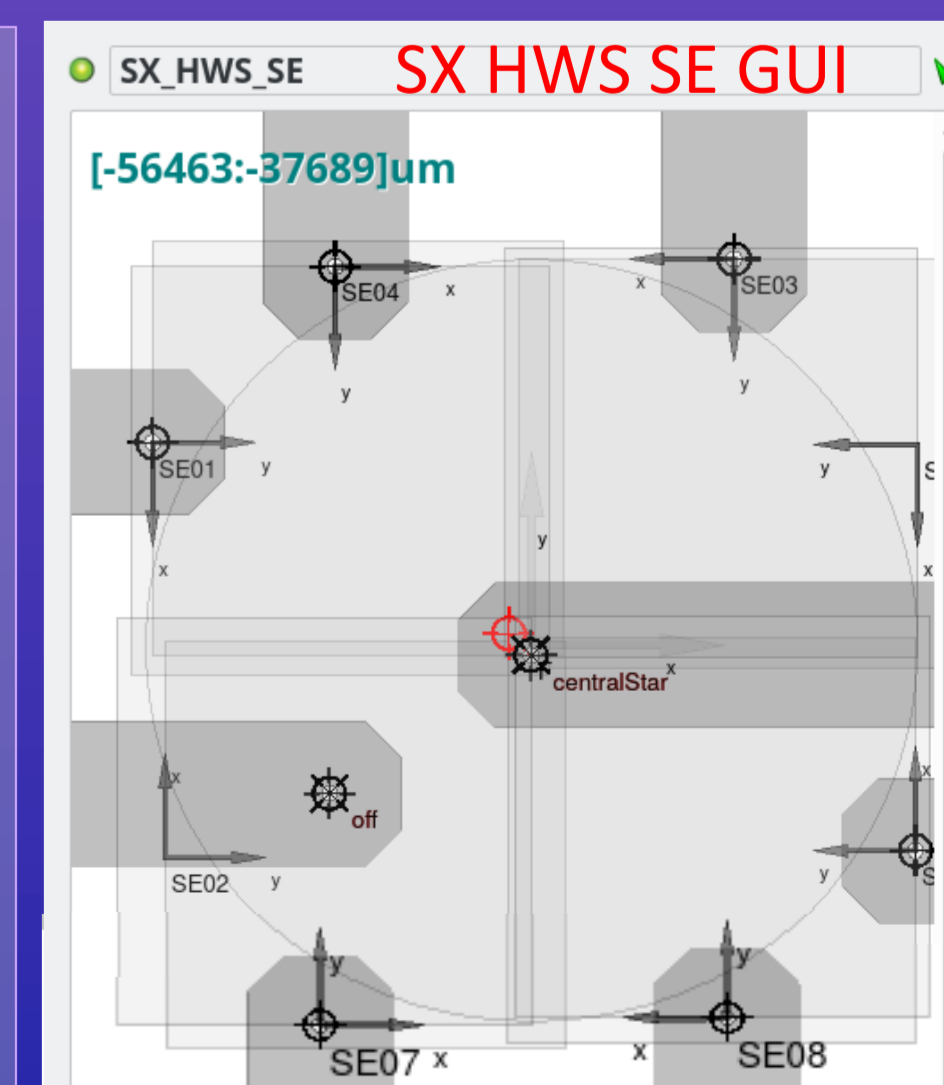 SX_HWS_SE SX HWS SE GUI
[-56463:-37689]um
SE04 x
x SE03
y
y
SE01 y
y S
x
x
y
centralStar x
x
x
off
SE02 y
y S
y
y
SE07 x
x SE08